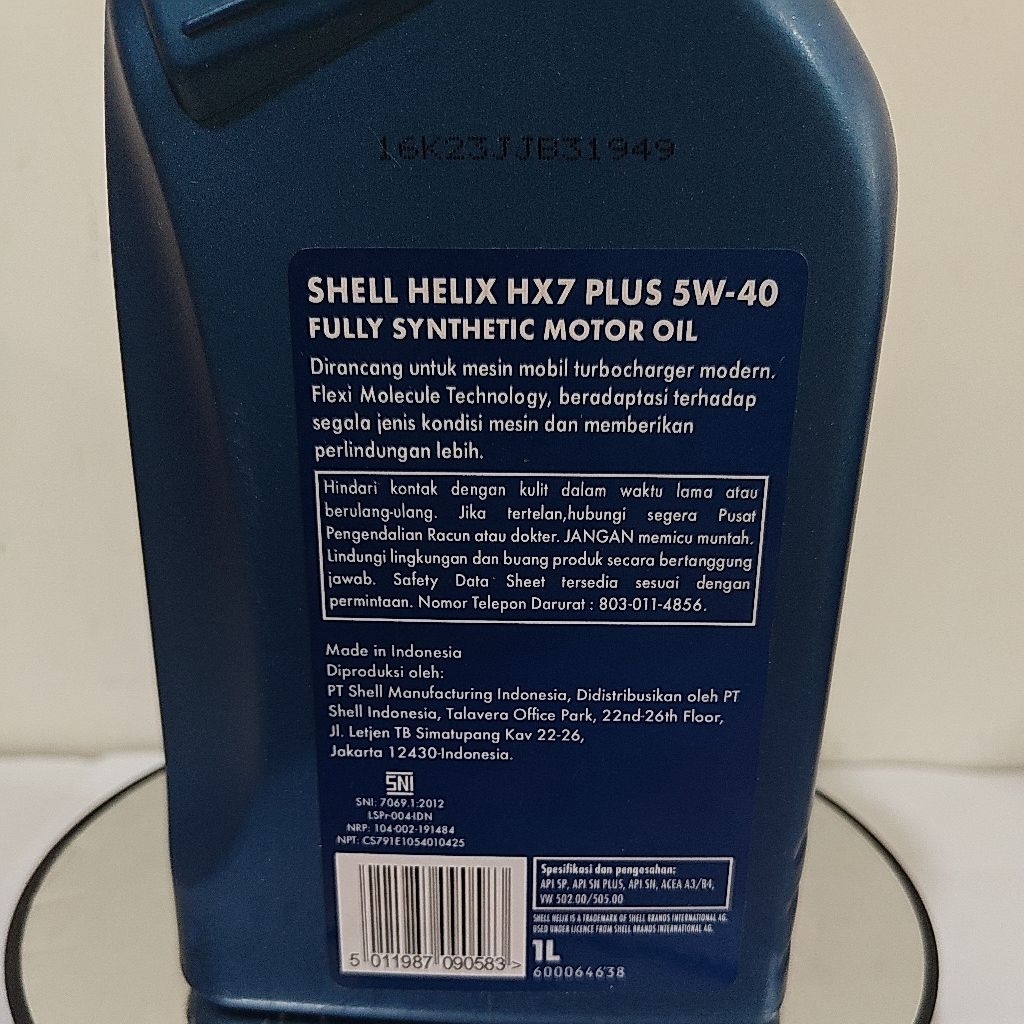 16K23JJB31949
SHELL HELIX HX7 PLUS 5W-40
FULLY SYNTHETIC MOTOR OIL
Dirancang untuk mesin mobil turbocharger modern.
Flexi Molecule Technology, beradaptasi terhadap
segala jenis kondisi mesin dan memberikan
perlindungan lebih.
Hindari kontak dengan kulit dalam waktu lama atau
berulang-ulang. Jika tertelan,hubungi segera Pusat
Pengendalian Racun atau dokter. JANGAN memicu muntah.
Lindungi lingkungan dan buang produk secara bertanggung
jawab. Safety Data Sheet tersedia sesuai dengan
permintaan. Nomor Telepon Darurat : 803-011-4856.
Made in Indonesia
Diproduksi oleh:
PT Shell Manufacturing Indonesia, Didistribusikan oleh PT
Shell Indonesia, Talavera Office Park, 22nd-26th Floor,
Jl. Letjen TB Simatupang Kav 22-26,
Jakarta 12430-Indonesia.
SNI
SNI: 7069.1:2012
LSPr-004-IDN
NRP: 104-002-191484
NPT: CS791E1054010425
Spesifikasi dan pengesahan:
API SP, API SN PLUS, API SN, ACEA A3/B4,
VW 502.00/505.00
SHELL HELIX IS A TRADEMARK OF SHELL BRANDS INTERNATIONAL AG.
USED UNDER LICENCE FROM SHELL BRANDS INTERNATIONAL AG.
1L
600064638
5 011987 090583 >